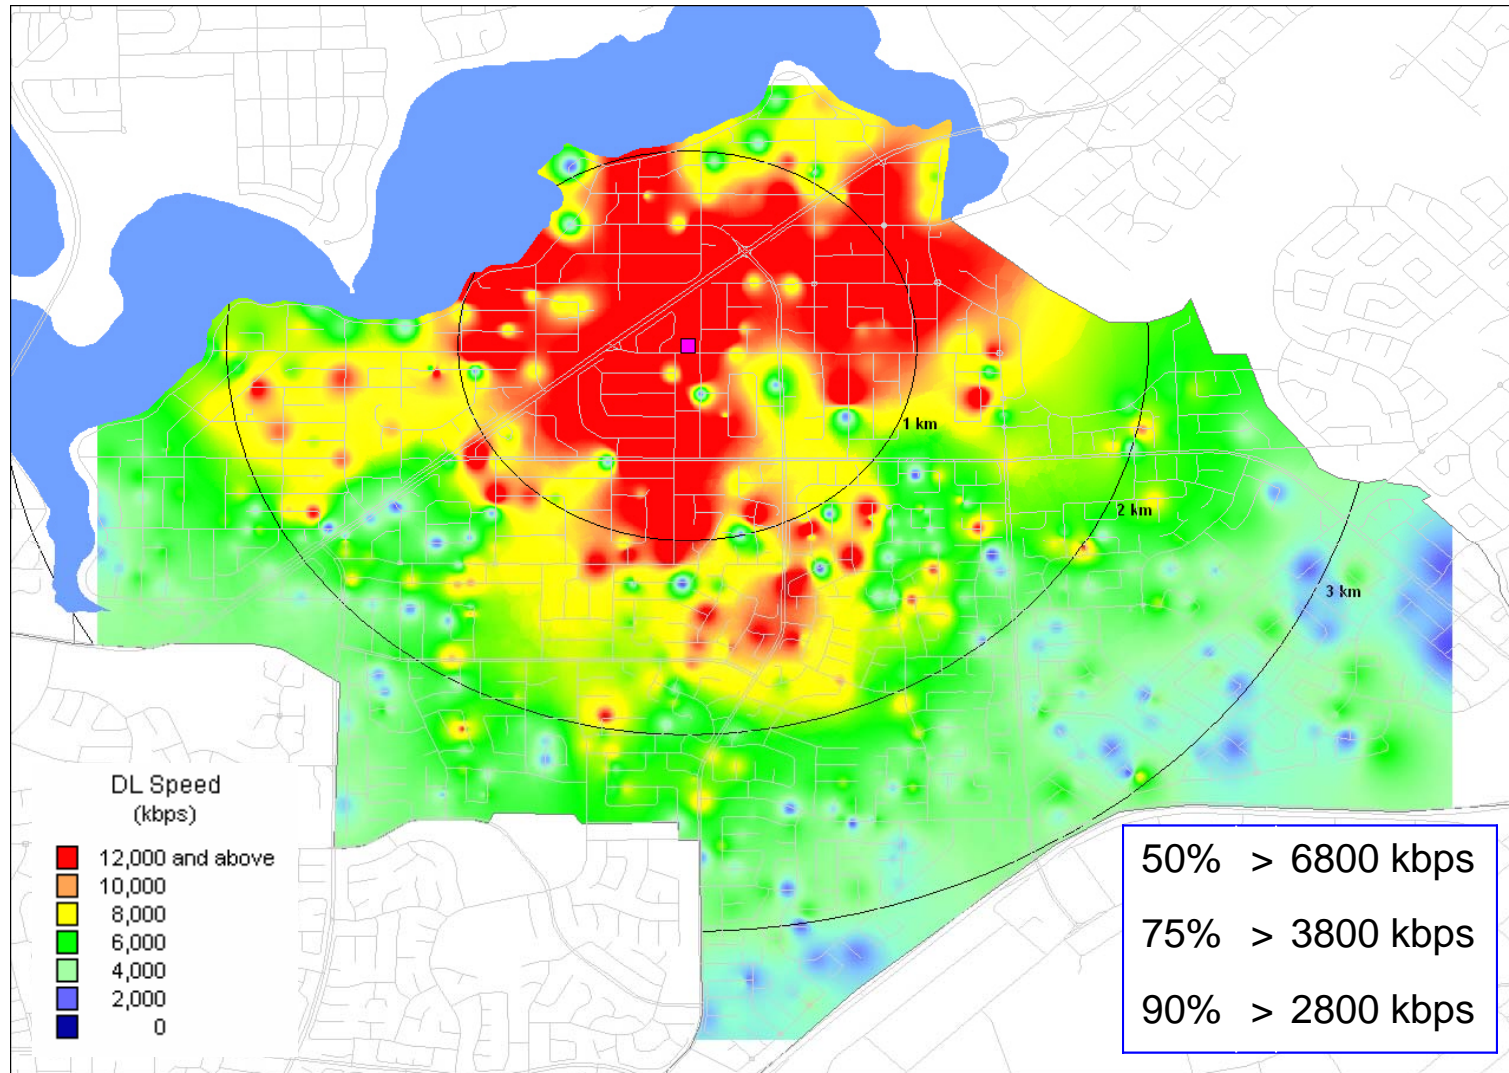 1 km
2 km
3 km
DL Speed
(kbps)
12,000 and above
10,000
8,000
6,000
4,000
2,000
0
50% > 6800 kbps
75% > 3800 kbps
90% > 2800 kbps